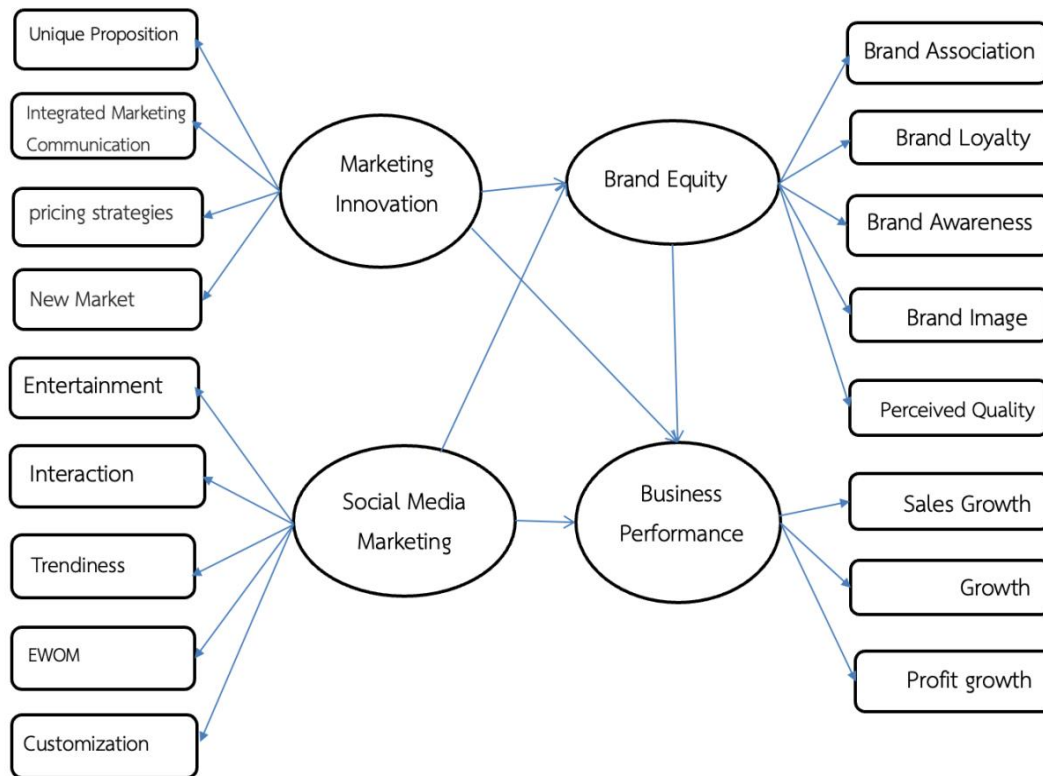 Unique Proposition
Integrated Marketing
Communication
pricing strategies
New Market
Entertainment
Interaction
Trendiness
EWOM
Customization
Marketing
Innovation
Social Media
Marketing
Brand Equity
Business
Performance
Brand Association
Brand Loyalty
Brand Awareness
Brand Image
Perceived Quality
Sales Growth
Growth
Profit growth